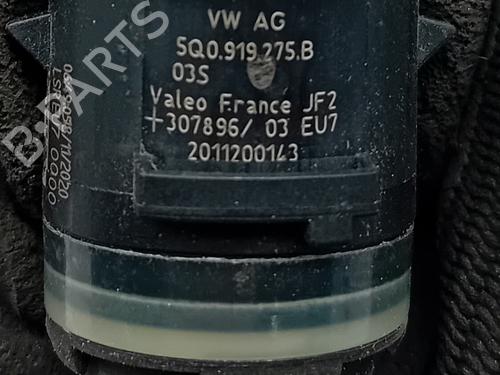 VW AG
5Q0.919.275.B
03S
Valeo France JF2
+307896/ 03 EU7
2011200143
B-PARTS